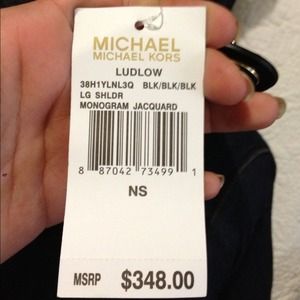 MICHAEL
MICHAEL KORS
LUDLOW
38H1YLNL3Q BLK/BLK/BLK
LG SHLDR
MONOGRAM JACQUARD
8 87042 73499 1
NS
MSRP $348.00